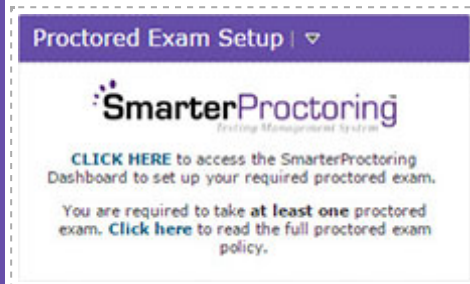 Proctored Exam Setup
SmarterProctoring
Testing Management System
CLICK HERE to access the SmarterProctoring
Dashboard to set up your required proctored exam.
You are required to take at least one proctored
exam. Click here to read the full proctored exam
policy.